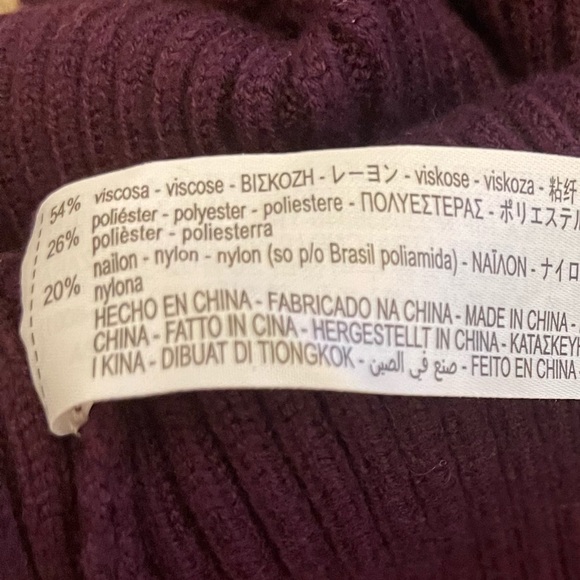 54% viscosa - viscose - ΒΙΣΚΟΖΗ - レーヨン - viskose - viskoza - 粘纤
26% poliéster - polyester - poliestere - ΠΟΛΥΕΣΤΕΡΑΣ - ポリエステル
polièster - poliesterra
20% nailon - nylon - nylon (so p/o Brasil poliamida) - ΝΑΪΛΟΝ - ナイロ
nylona
HECHO EN CHINA - FABRICADO NA CHINA - MADE IN CHINA -
CHINA - FATTO IN CINA - HERGESTELLT IN CHINA - ΚΑΤΑΣΚΕΥΗ
I KINA - DIBUAT DI TIONGKOK - صنع في الصين - FEITO EN CHINA